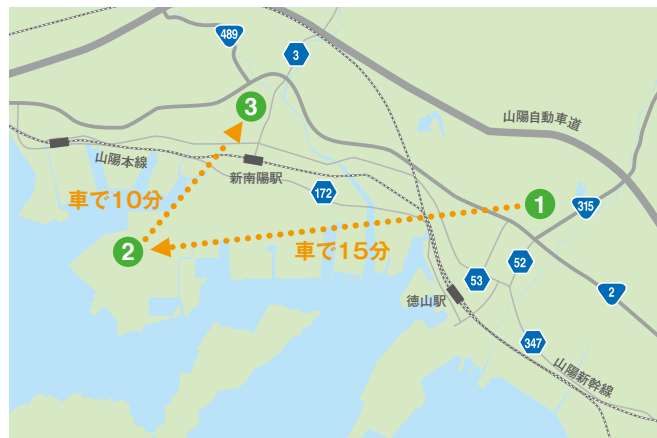 489
3
3
山陽自動車道
山陽本線
新南陽駅
車で10分
172
1
315
2
車で15分
52
53
徳山駅
2
347
山陽新幹線